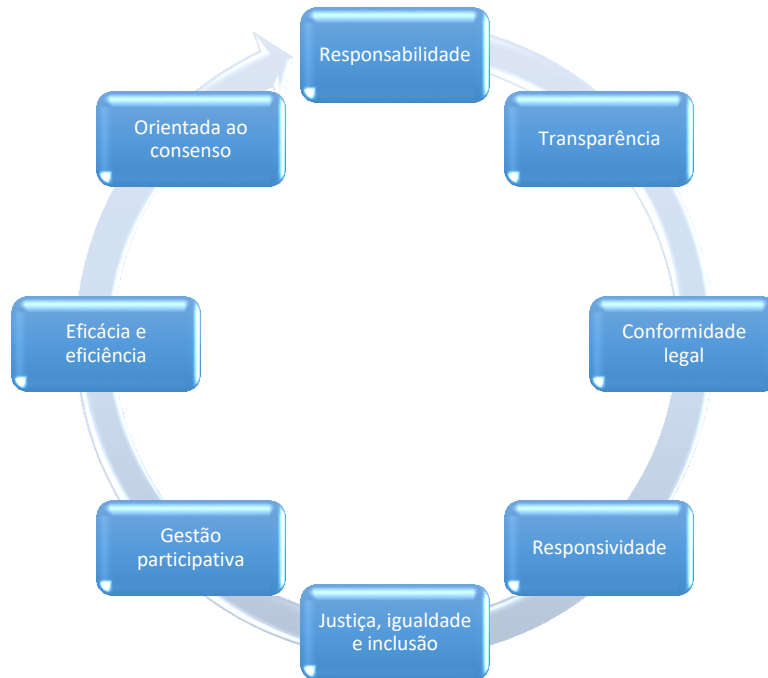 Responsabilidade
Transparência
Conformidade
legal
Responsividade
Justiça, igualdade
e inclusão
Gestão
participativa
Eficácia e
eficiência
Orientada ao
consenso